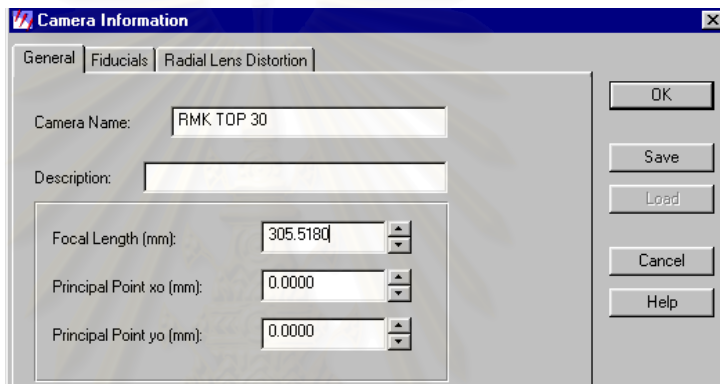 Camera Information
General
Fiducials
Radial Lens Distortion
Camera Name:
RMK TOP 30
Description:
Focal Length (mm):
305.5180
Principal Point xo (mm):
0.0000
Principal Point yo (mm):
0.0000
OK
Save
Load
Cancel
Help